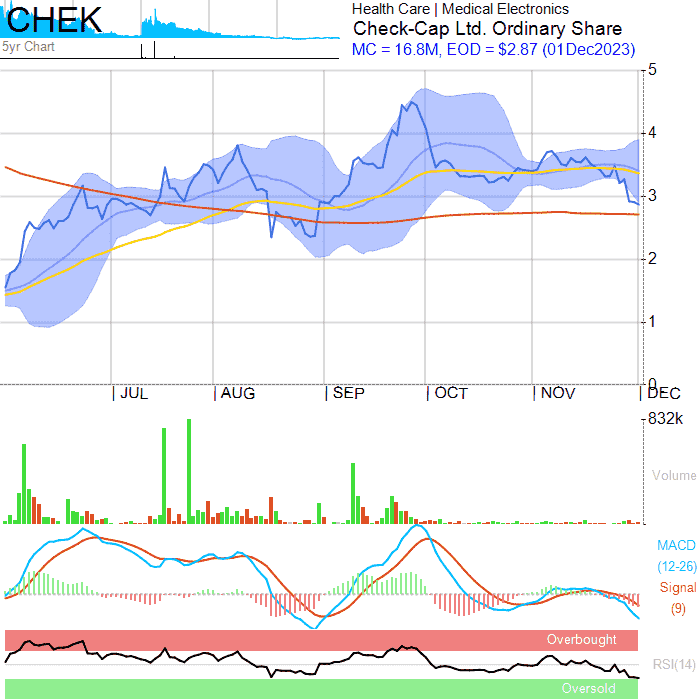 CHEK
5yr Chart
Health Care | Medical Electronics
Check-Cap Ltd. Ordinary Share
MC = 16.8M, EOD = $2.87 (01Dec2023)
5
4
3
2
1
0
JUL
AUG
SEP
OCT
NOV
DEC
832k
Volume
MACD
(12-26)
Signal
(9)
Overbought
RSI(14)
Oversold